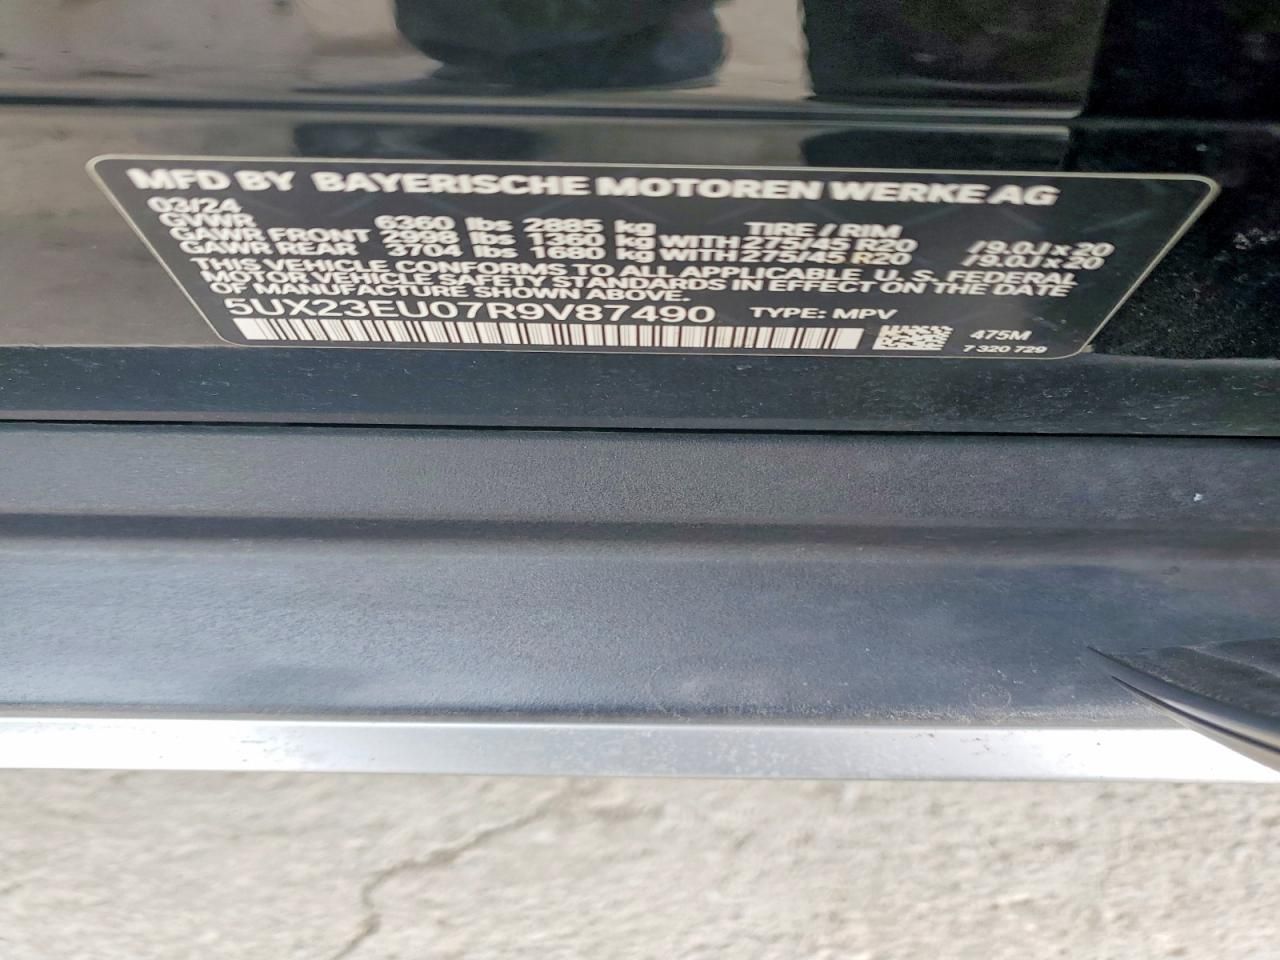 MFD BY BAYERISCHE MOTOREN WERKE AG
03/24
GVWR 6360 lbs 2885 kg TIRE / RIM
GAWR FRONT 2998 lbs 1360 kg WITH 275/45 R20 /9.0J x 20
GAWR REAR 3704 lbs 1680 kg WITH 275/45 R20 /9.0J x 20
THIS VEHICLE CONFORMS TO ALL APPLICABLE U.S. FEDERAL
MOTOR VEHICLE SAFETY STANDARDS IN EFFECT ON THE DATE
OF MANUFACTURE SHOWN ABOVE.
5UX23EU07R9V87490 TYPE: MPV
475M
7 320 729